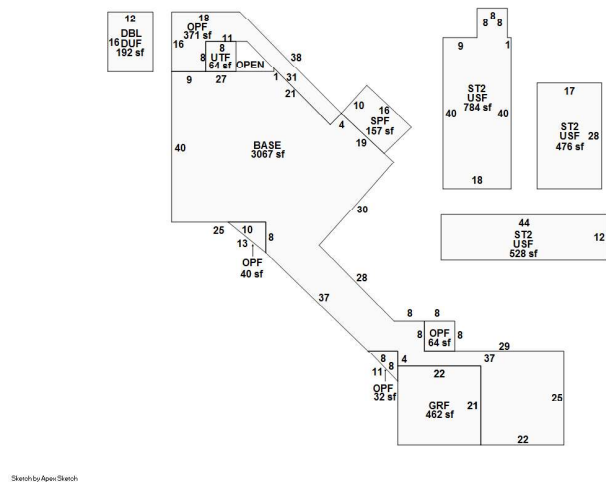 12
DBL
DUF
16
192 sf
18
OPF
371 sf
16
11
8
UTF
8
64 sf
OPEN
38
9
27
1
31
21
10
16
SPF
157 sf
4
19
BASE
3067 sf
40
30
25
10
8
13
OPF
40 sf
37
28
8
8
8
OPF
8
64 sf
29
37
8
8
4
11
OPF
32 sf
22
GRF
462 sf
21
25
22
8
8
8
9
1
ST2
USF
784 sf
40
40
18
17
ST2
USF
28
476 sf
44
ST2
USF
12
528 sf
Sketch by Apex Sketch